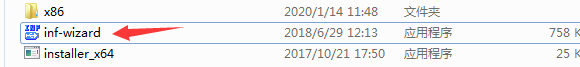 x86 2020/1/14 11:48 文件夹
inf-wizard 2018/6/29 12:13 应用程序 758 K
installer_x64 2017/10/21 17:50 应用程序 25 K